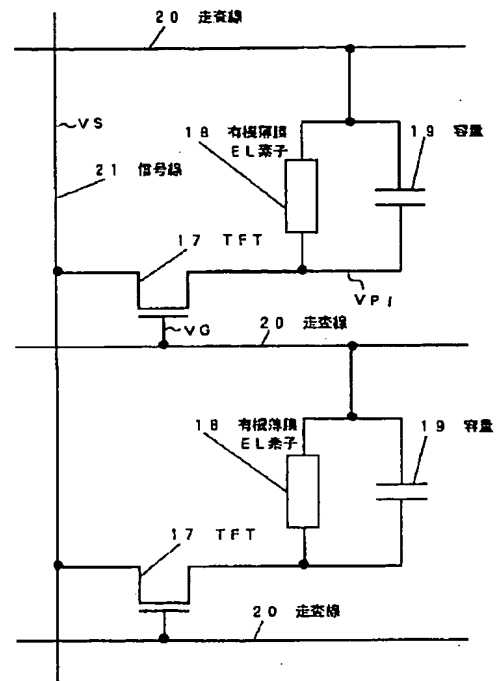 20 走査線
VS
18 有機薄膜
EL素子
19 容量
21 信号線
17 TFT
VPI
VG
20 走査線
18 有機薄膜
EL素子
19 容量
17 TFT
20 走査線